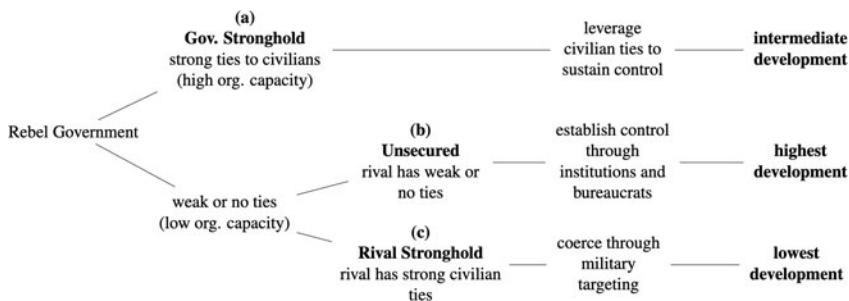 (a)
Gov. Stronghold
strong ties to civilians
(high org. capacity)
leverage
civilian ties to
sustain control
intermediate
development
Rebel Government
(b)
Unsecured
rival has weak or
no ties
establish control
through
institutions and
bureaucrats
highest
development
weak or no ties
(low org. capacity)
(c)
Rival Stronghold
rival has strong civilian
ties
coerce through
military
targeting
lowest
development